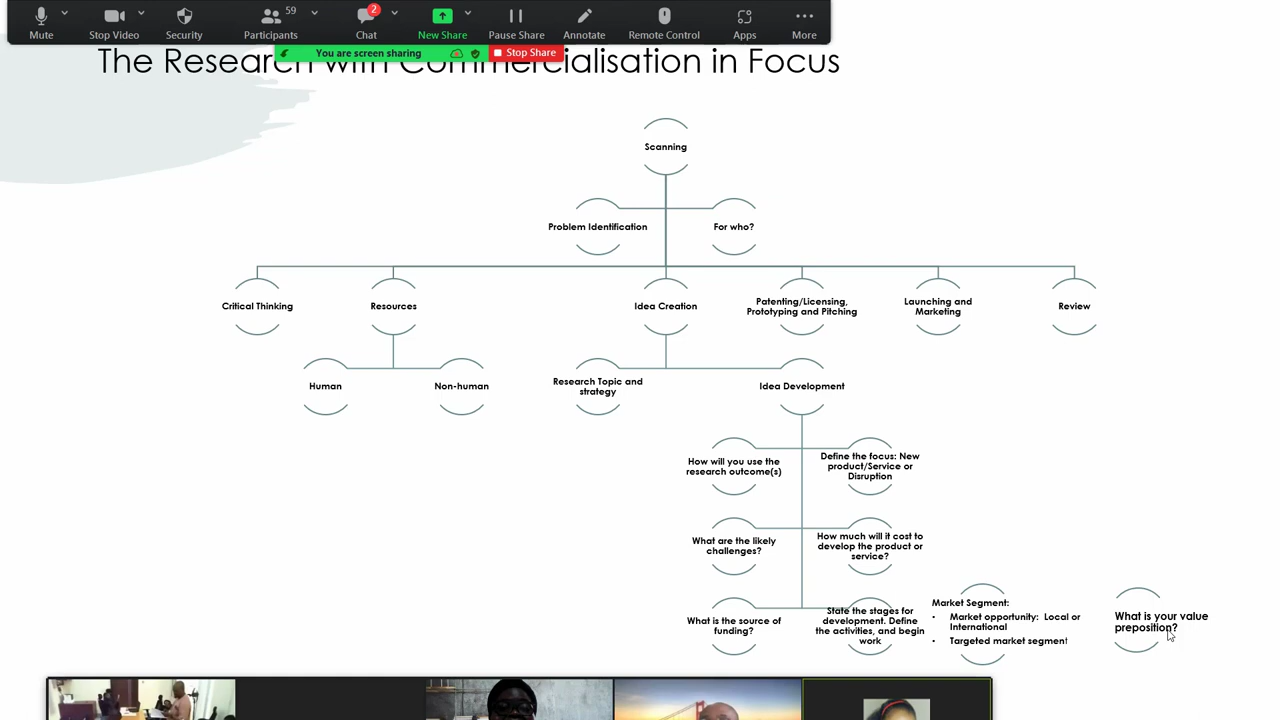 59
2
Mute
Stop Video
Security
Participants
Chat
New Share
Pause Share
Annotate
Remote Control
Apps
More
You are screen sharing
Stop Share
The Research with Commercialisation in Focus
Scanning
Problem Identification
For who?
Critical Thinking
Resources
Idea Creation
Patenting/Licensing,
Prototyping and Pitching
Launching and
Marketing
Review
Human
Non-human
Research Topic and
strategy
Idea Development
How will you use the
research outcome(s)
Define the focus: New
product/Service or
Disruption
What are the likely
challenges?
How much will it cost to
develop the product or
service?
What is the source of
funding?
State the stages for
development. Define
the activities, and begin
work
Market Segment:
• Market opportunity: Local or
International
• Targeted market segment
What is your value
preposition?